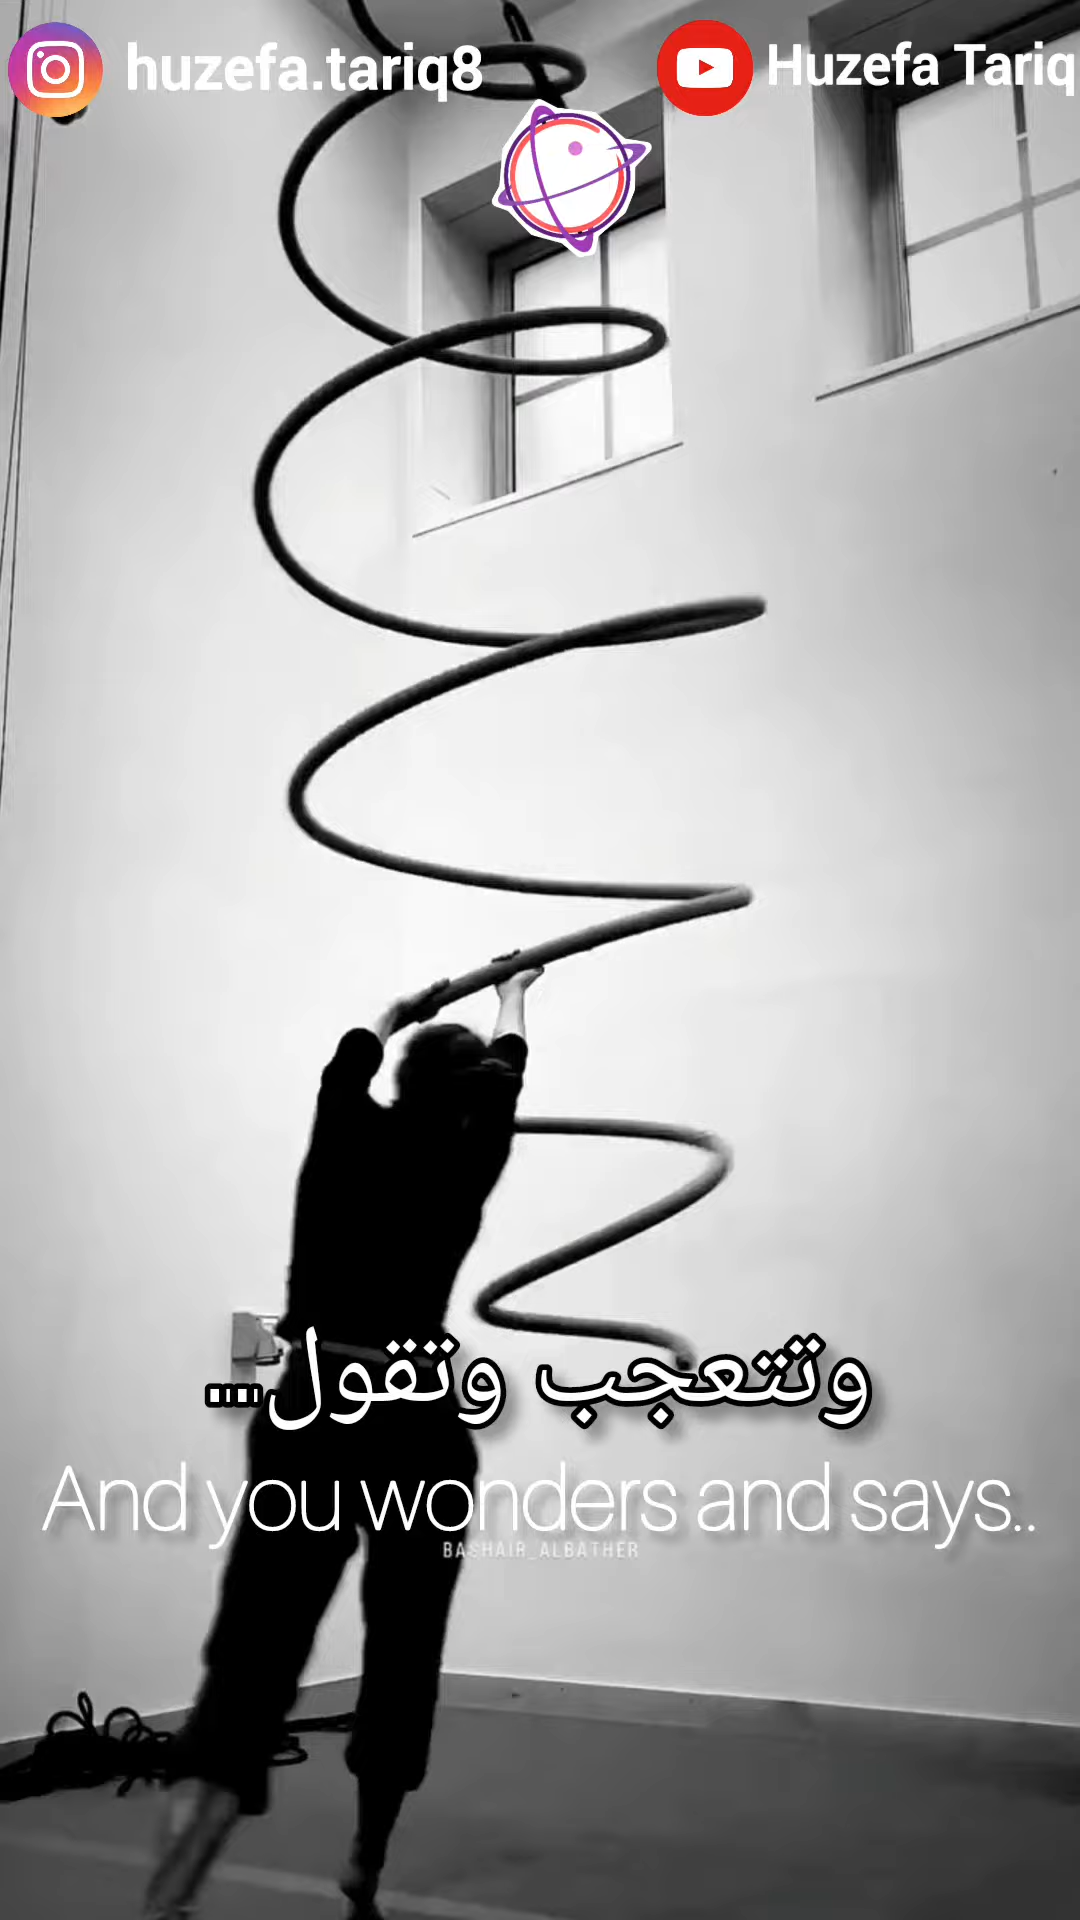 huzefa.tariq8
Huzefa Tariq
وتتعجب وتقول....
And you wonders and says..
BASHAIR_ALBATHER